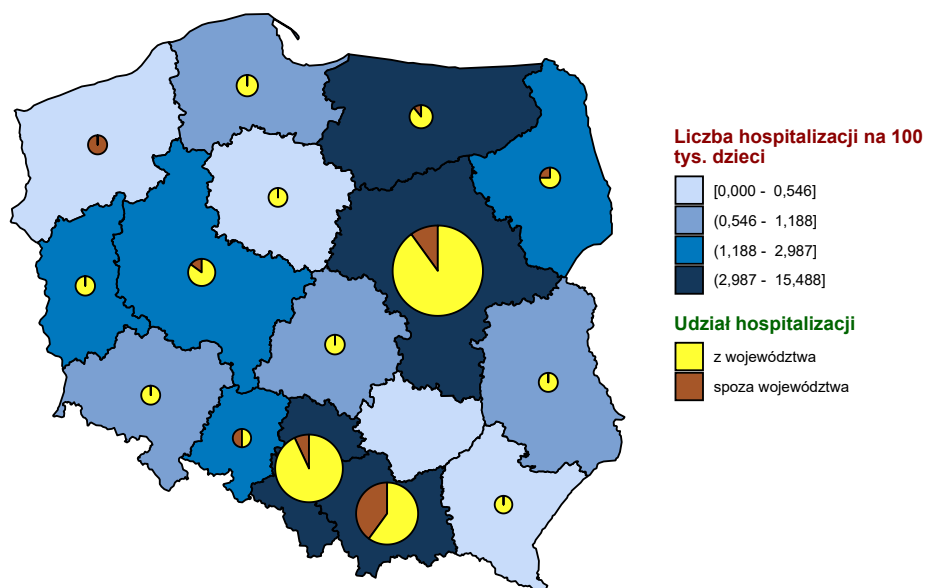 Liczba hospitalizacji na 100
tys. dzieci
[0,000 - 0,546]
(0,546 - 1,188]
(1,188 - 2,987]
(2,987 - 15,488]
Udział hospitalizacji
z województwa
spoza województwa